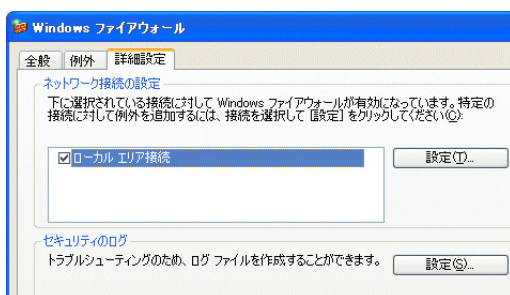 Windows ファイアウォール
全般 例外 詳細設定
ネットワーク接続の設定
下に選択されている接続に対して Windows ファイアウォールが有効になっています。特定の
接続に対して例外を追加するには、接続を選択して [設定] をクリックしてください(C):
ローカル エリア接続 設定(T)...
セキュリティのログ
トラブルシューティングのため、ログ ファイルを作成することができます。 設定(S)...